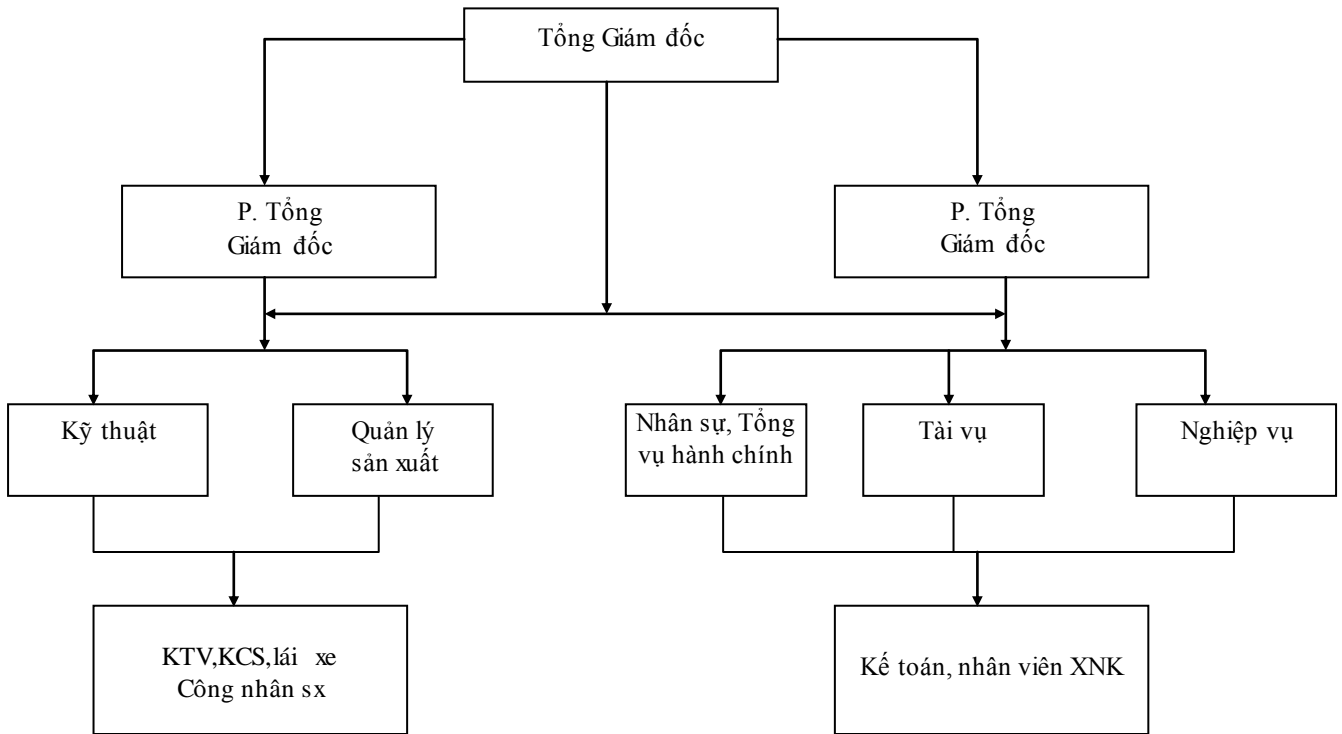 Tổng Giám đốc
P. Tổng
Giám đốc
P. Tổng
Giám đốc
Kỹ thuật
Quản lý
sản xuất
Nhân sự, Tổng
vụ hành chính
Tài vụ
Nghiệp vụ
KTV,KCS,lái xe
Công nhân sx
Kế toán, nhân viên XNK